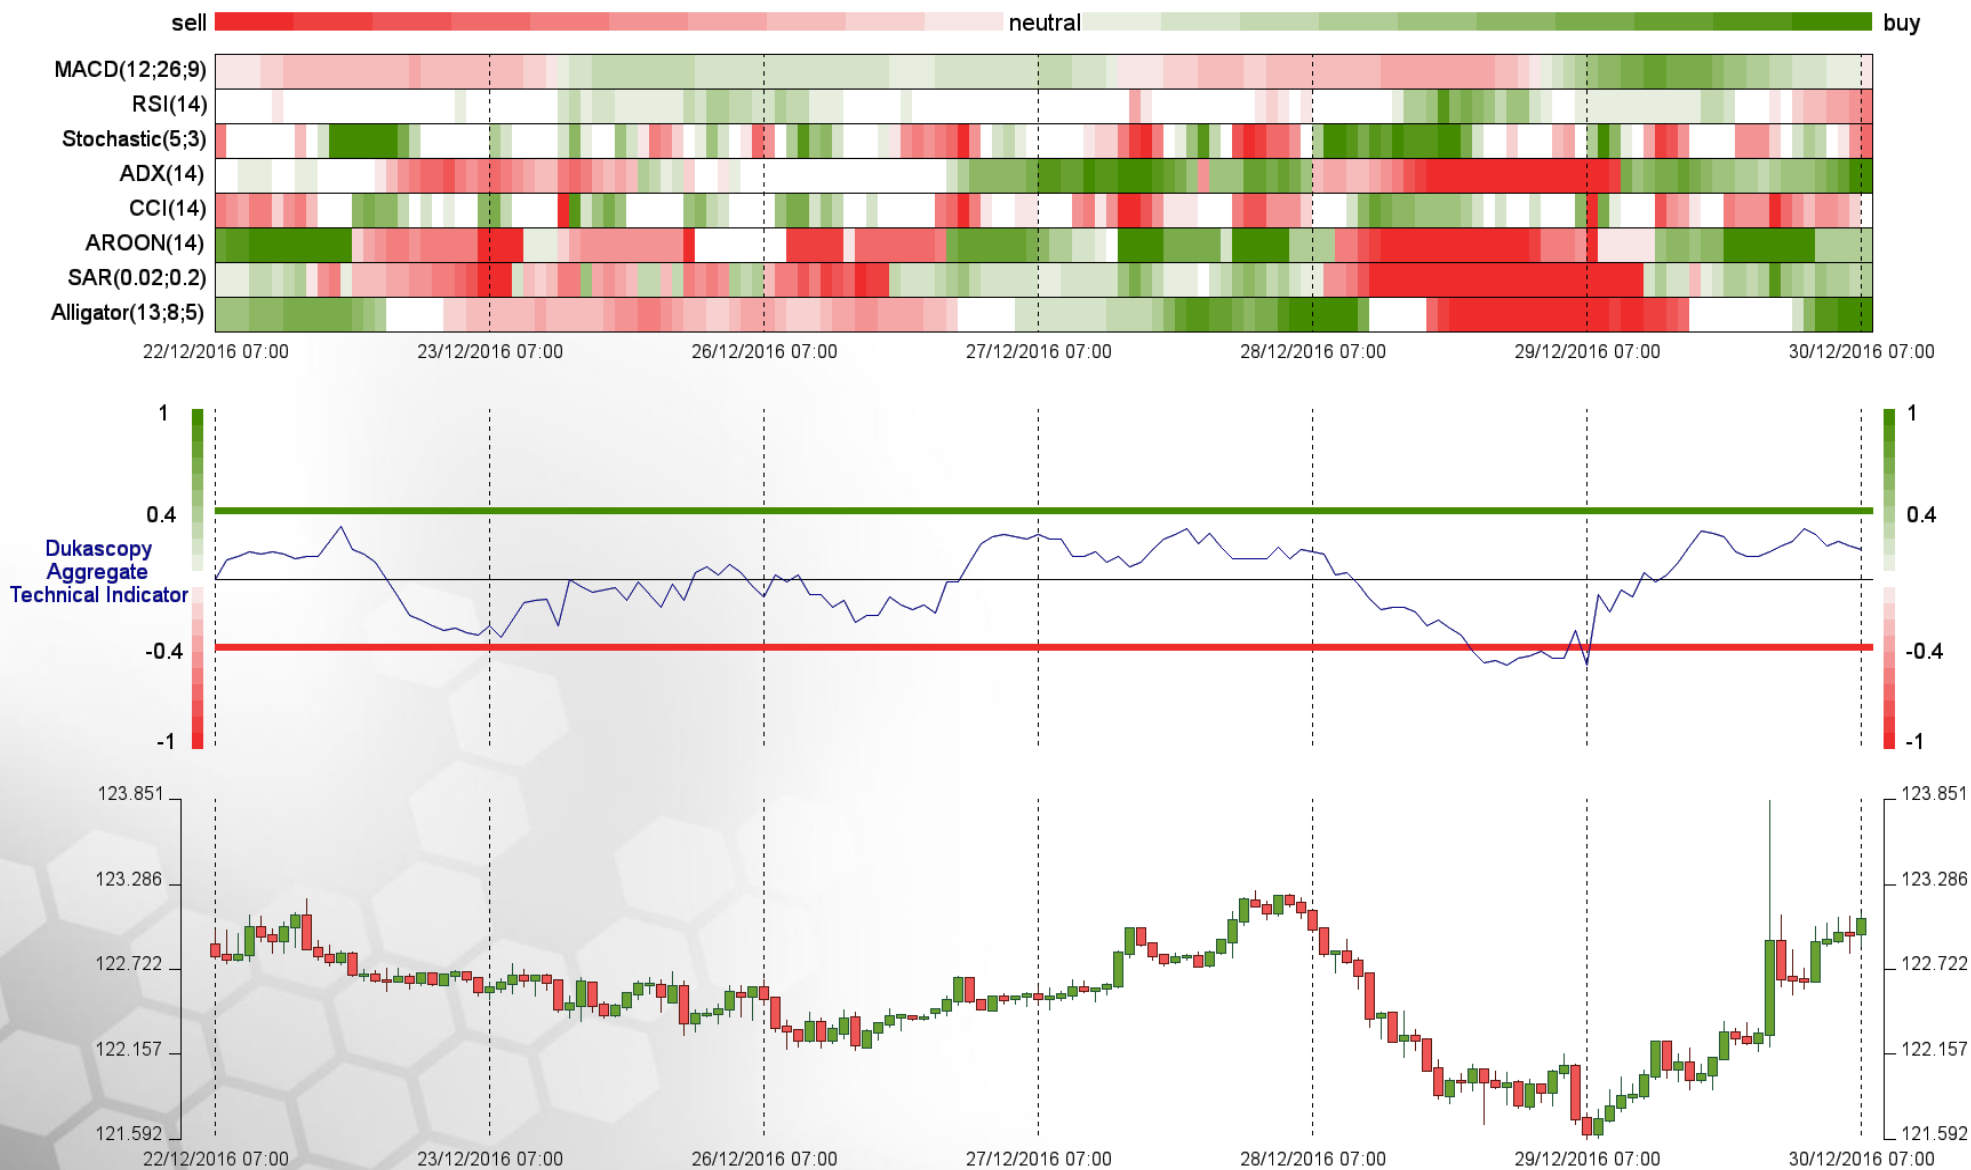 sell neutral buy
MACD(12;26;9)
RSI(14)
Stochastic(5;3)
ADX(14)
CCI(14)
AROON(14)
SAR(0.02;0.2)
Alligator(13;8;5)
22/12/2016 07:00 23/12/2016 07:00 26/12/2016 07:00 27/12/2016 07:00 28/12/2016 07:00 29/12/2016 07:00 30/12/2016 07:00
1 1
0.4 0.4
Dukascopy
Aggregate
Technical Indicator
-0.4 -0.4
-1 -1
123.851 123.851
123.286 123.286
122.722 122.722
122.157 122.157
121.592 121.592
22/12/2016 07:00 23/12/2016 07:00 26/12/2016 07:00 27/12/2016 07:00 28/12/2016 07:00 29/12/2016 07:00 30/12/2016 07:00